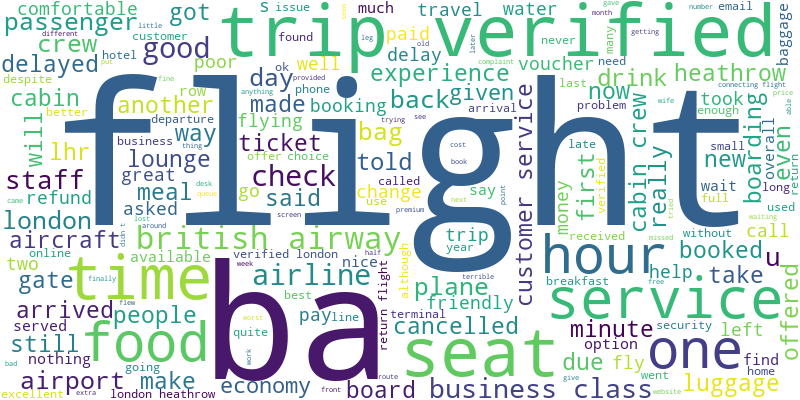 comfortable
got
S issue
much
travel
water
email
number
month
gave
getting
little
different
passenger
trip verified
customer
found
paid
crew
good
leg
old
later
complaint
never
many
need
baggage
delayed
hotel
poor
ok
well
delay
voucher
put
despite
row
phone
experience
drink
heathrow
cabin
another
day
fine
provided
anything
back
given
last
connecting flight
price
better
made
booking
now
took
enough
able
flight
departure
flying
arrival
problem
will
way
business
thing
trying
see
late
small
wife
lhr
ticket
bag
cost
book
customer service
first
cabin crew
really
new
boarding
overall
even
lounge
offer
choice
told
great
check
called
money
verified
wait
long
return
staff
meal
desk
go
change
say
full
refund
asked
queue
said
use
premium
next
point
used
tried
came
london
lost
around
screen
trip
year
received
without
call
waiting
aircraft
didn t
british airway
although
hour
booked
missed
u
two
online
available
verified london
half
nice
plane
help
take
gate
time
ba
airline
week
friendly
terrible
breakfast
free
offered
finally
flew
best
return flight
service
arrived
people
pay
line
terminal
cancelled
minute
security
left
served
food
quite
worst
seat
option
one
still
nothing
work
due
fly
find
bad
going
route
went
home
airport
make
economy
board
business class
luggage
excellent
extra
london heathrow
front
give
website